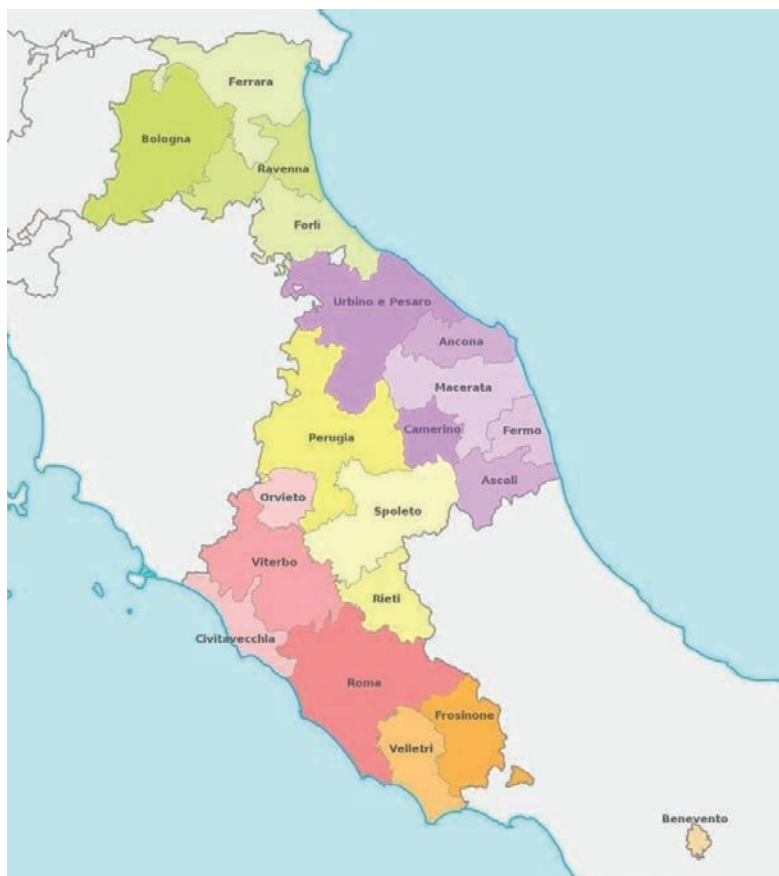 Ferrara
Bologna
Ravenna
Forlì
Urbino e Pesaro
Ancona
Macerata
Camerino
Fermo
Perugia
Ascoli
Orvieto
Spoleto
Viterbo
Rieti
Civitavecchia
Roma
Frosinone
Velletri
Benevento